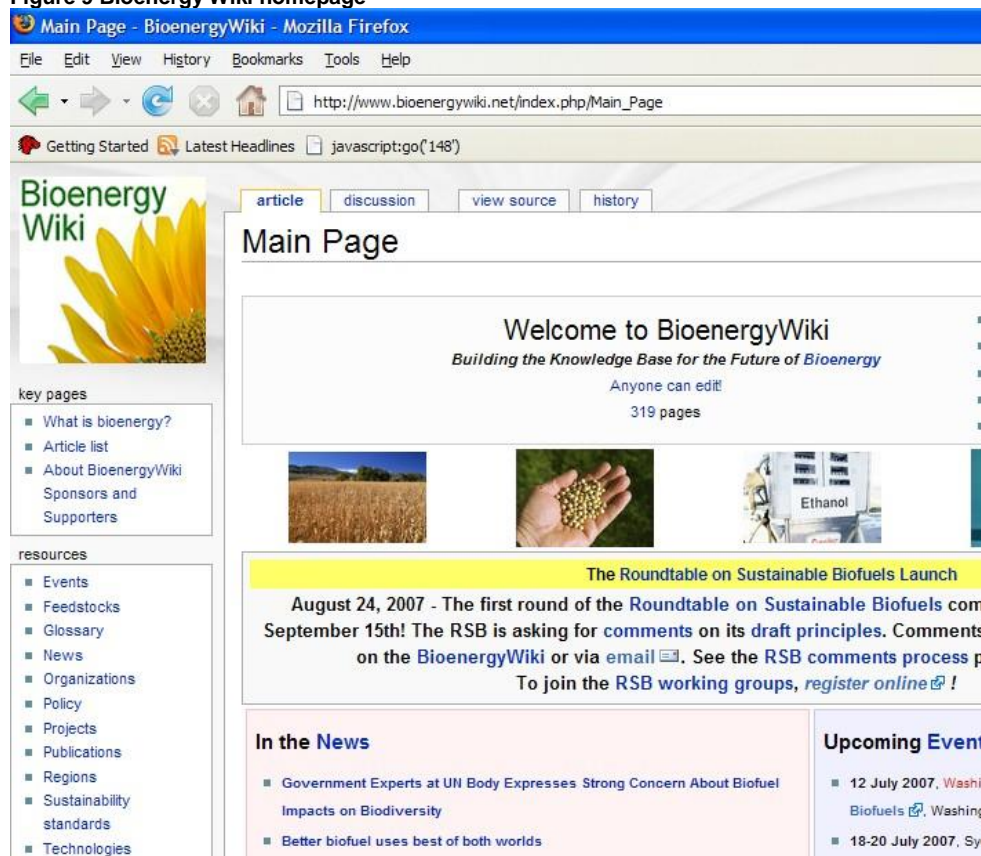 Figure 9 Bioenergy Wiki homepage
Main Page - BioenergyWiki - Mozilla Firefox
File Edit View History Bookmarks Tools Help
http://www.bioenergywiki.net/index.php/Main_Page
Getting Started Latest Headlines javascript:go('148')
Bioenergy
Wiki
article discussion view source history
Main Page
Welcome to BioenergyWiki
Building the Knowledge Base for the Future of Bioenergy
Anyone can edit!
319 pages
key pages
What is bioenergy?
Article list
About BioenergyWiki
Sponsors and
Supporters
Ethanol
resources
Events
Feedstocks
Glossary
News
Organizations
Policy
Projects
Publications
Regions
Sustainability
standards
Technologies
The Roundtable on Sustainable Biofuels Launch
August 24, 2007 - The first round of the Roundtable on Sustainable Biofuels com
September 15th! The RSB is asking for comments on its draft principles. Comments
on the BioenergyWiki or via email. See the RSB comments process p
To join the RSB working groups, register online !
In the News
Government Experts at UN Body Expresses Strong Concern About Biofuel
Impacts on Biodiversity
Better biofuel uses best of both worlds
Upcoming Event
12 July 2007, Washi
Biofuels, Washing
18-20 July 2007, Sy